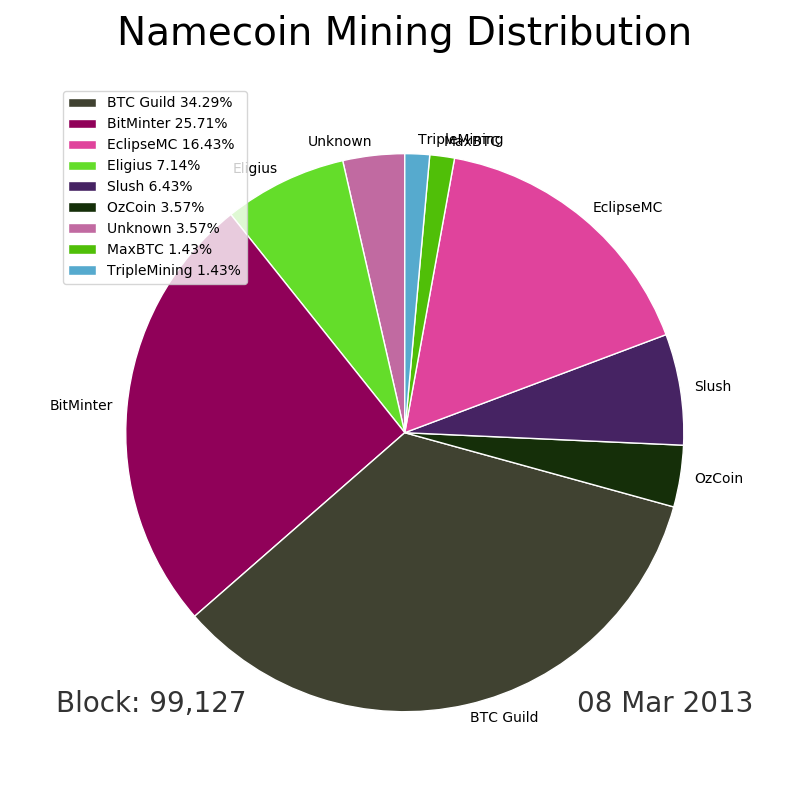 Namecoin Mining Distribution
BTC Guild 34.29%
BitMinter 25.71%
EclipseMC 16.43%
Eligius 7.14%
Slush 6.43%
OzCoin 3.57%
Unknown 3.57%
MaxBTC 1.43%
TripleMining 1.43%
Unknown
TripleMining
MaxBTC
Eligius
EclipseMC
BitMinter
Slush
OzCoin
BTC Guild
Block: 99,127
08 Mar 2013